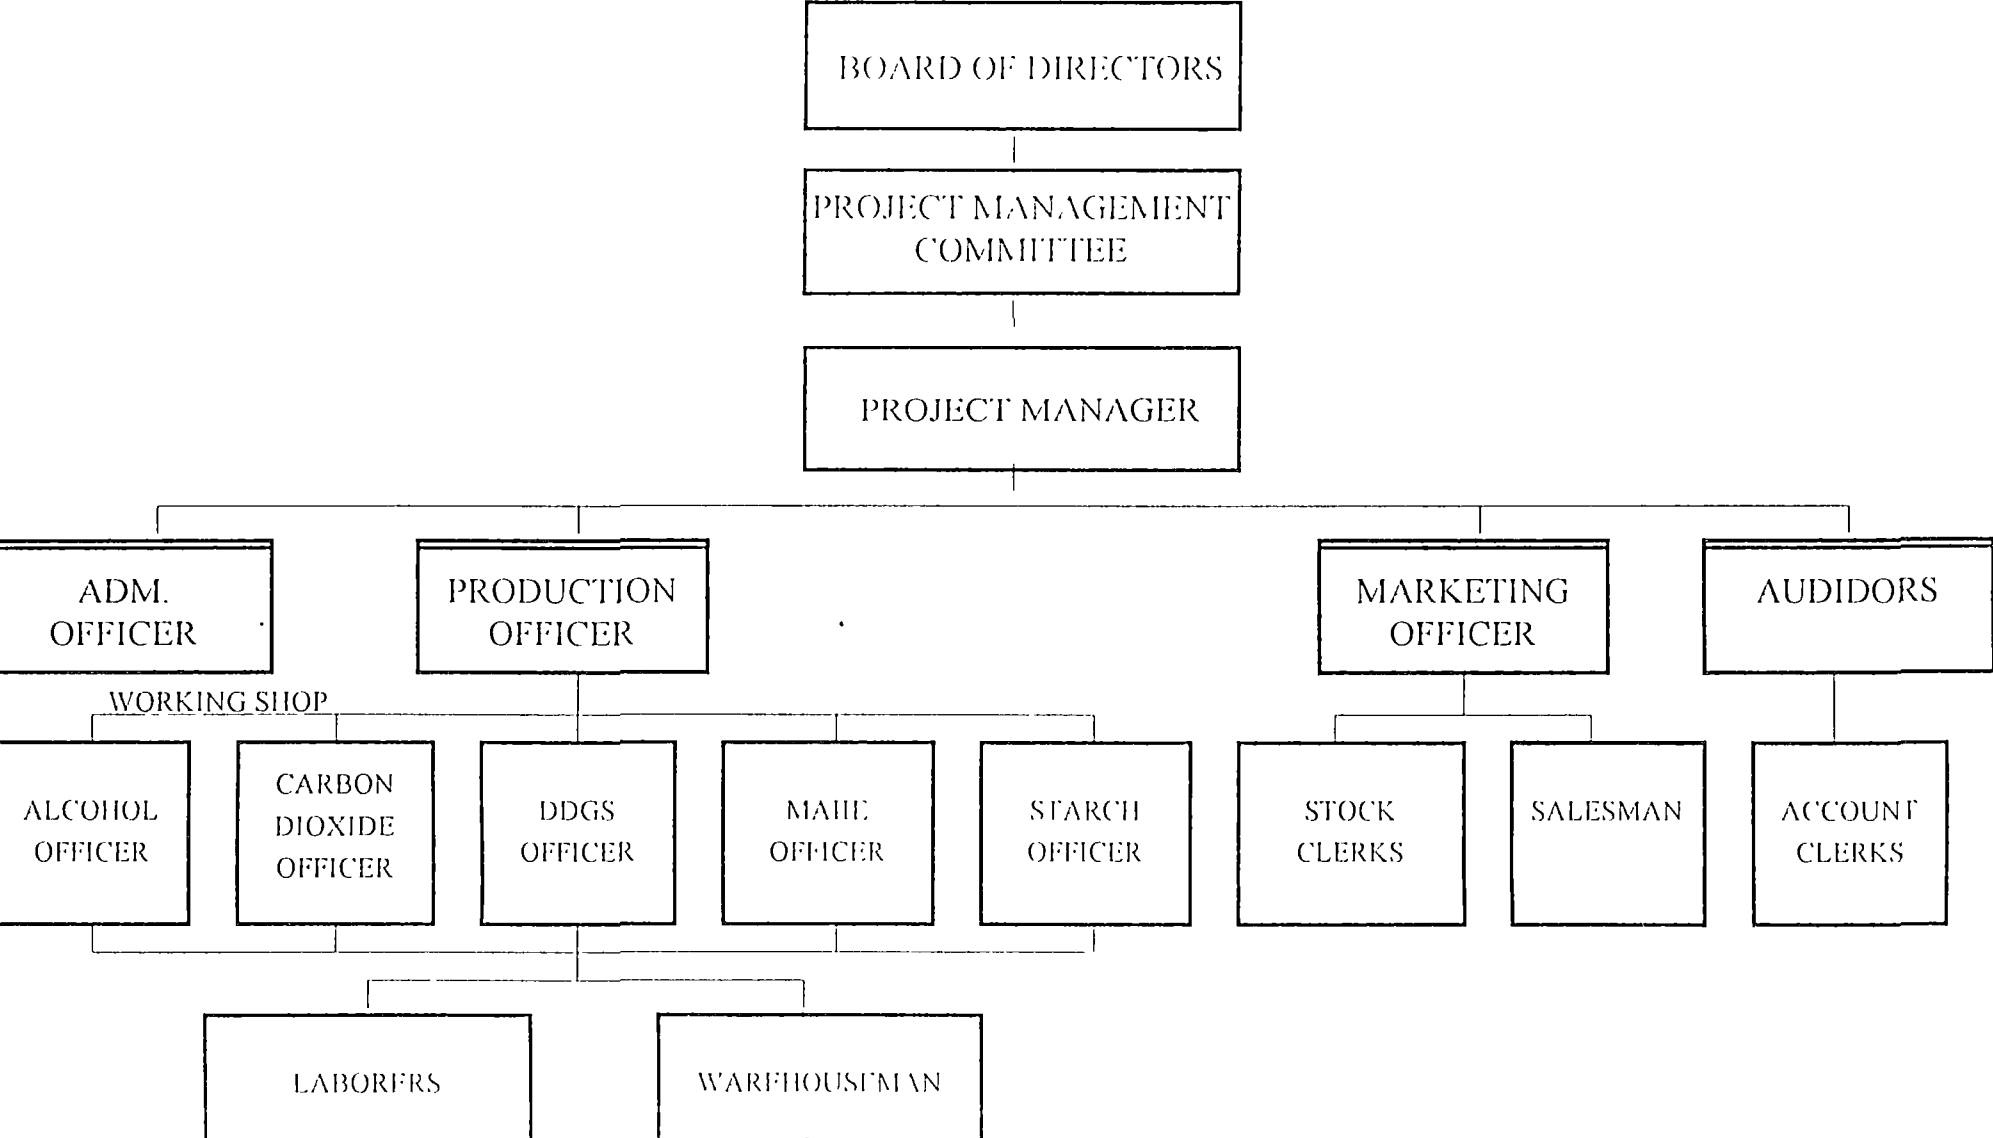 BOARD OF DIRECTORS
PROJECT MANAGEMENT
COMMITTEE
PROJECT MANAGER
ADM.
OFFICER
PRODUCTION
OFFICER
MARKETING
OFFICER
AUDIDORS
WORKING SHOP
ALCOHOL
OFFICER
CARBON
DIOXIDE
OFFICER
DDGS
OFFICER
OFFICER
STARCH
OFFICER
STOCK
CLERKS
SALESMAN
ACCOUNT
CLERKS
LABORERS
WAREHOUSEMAN